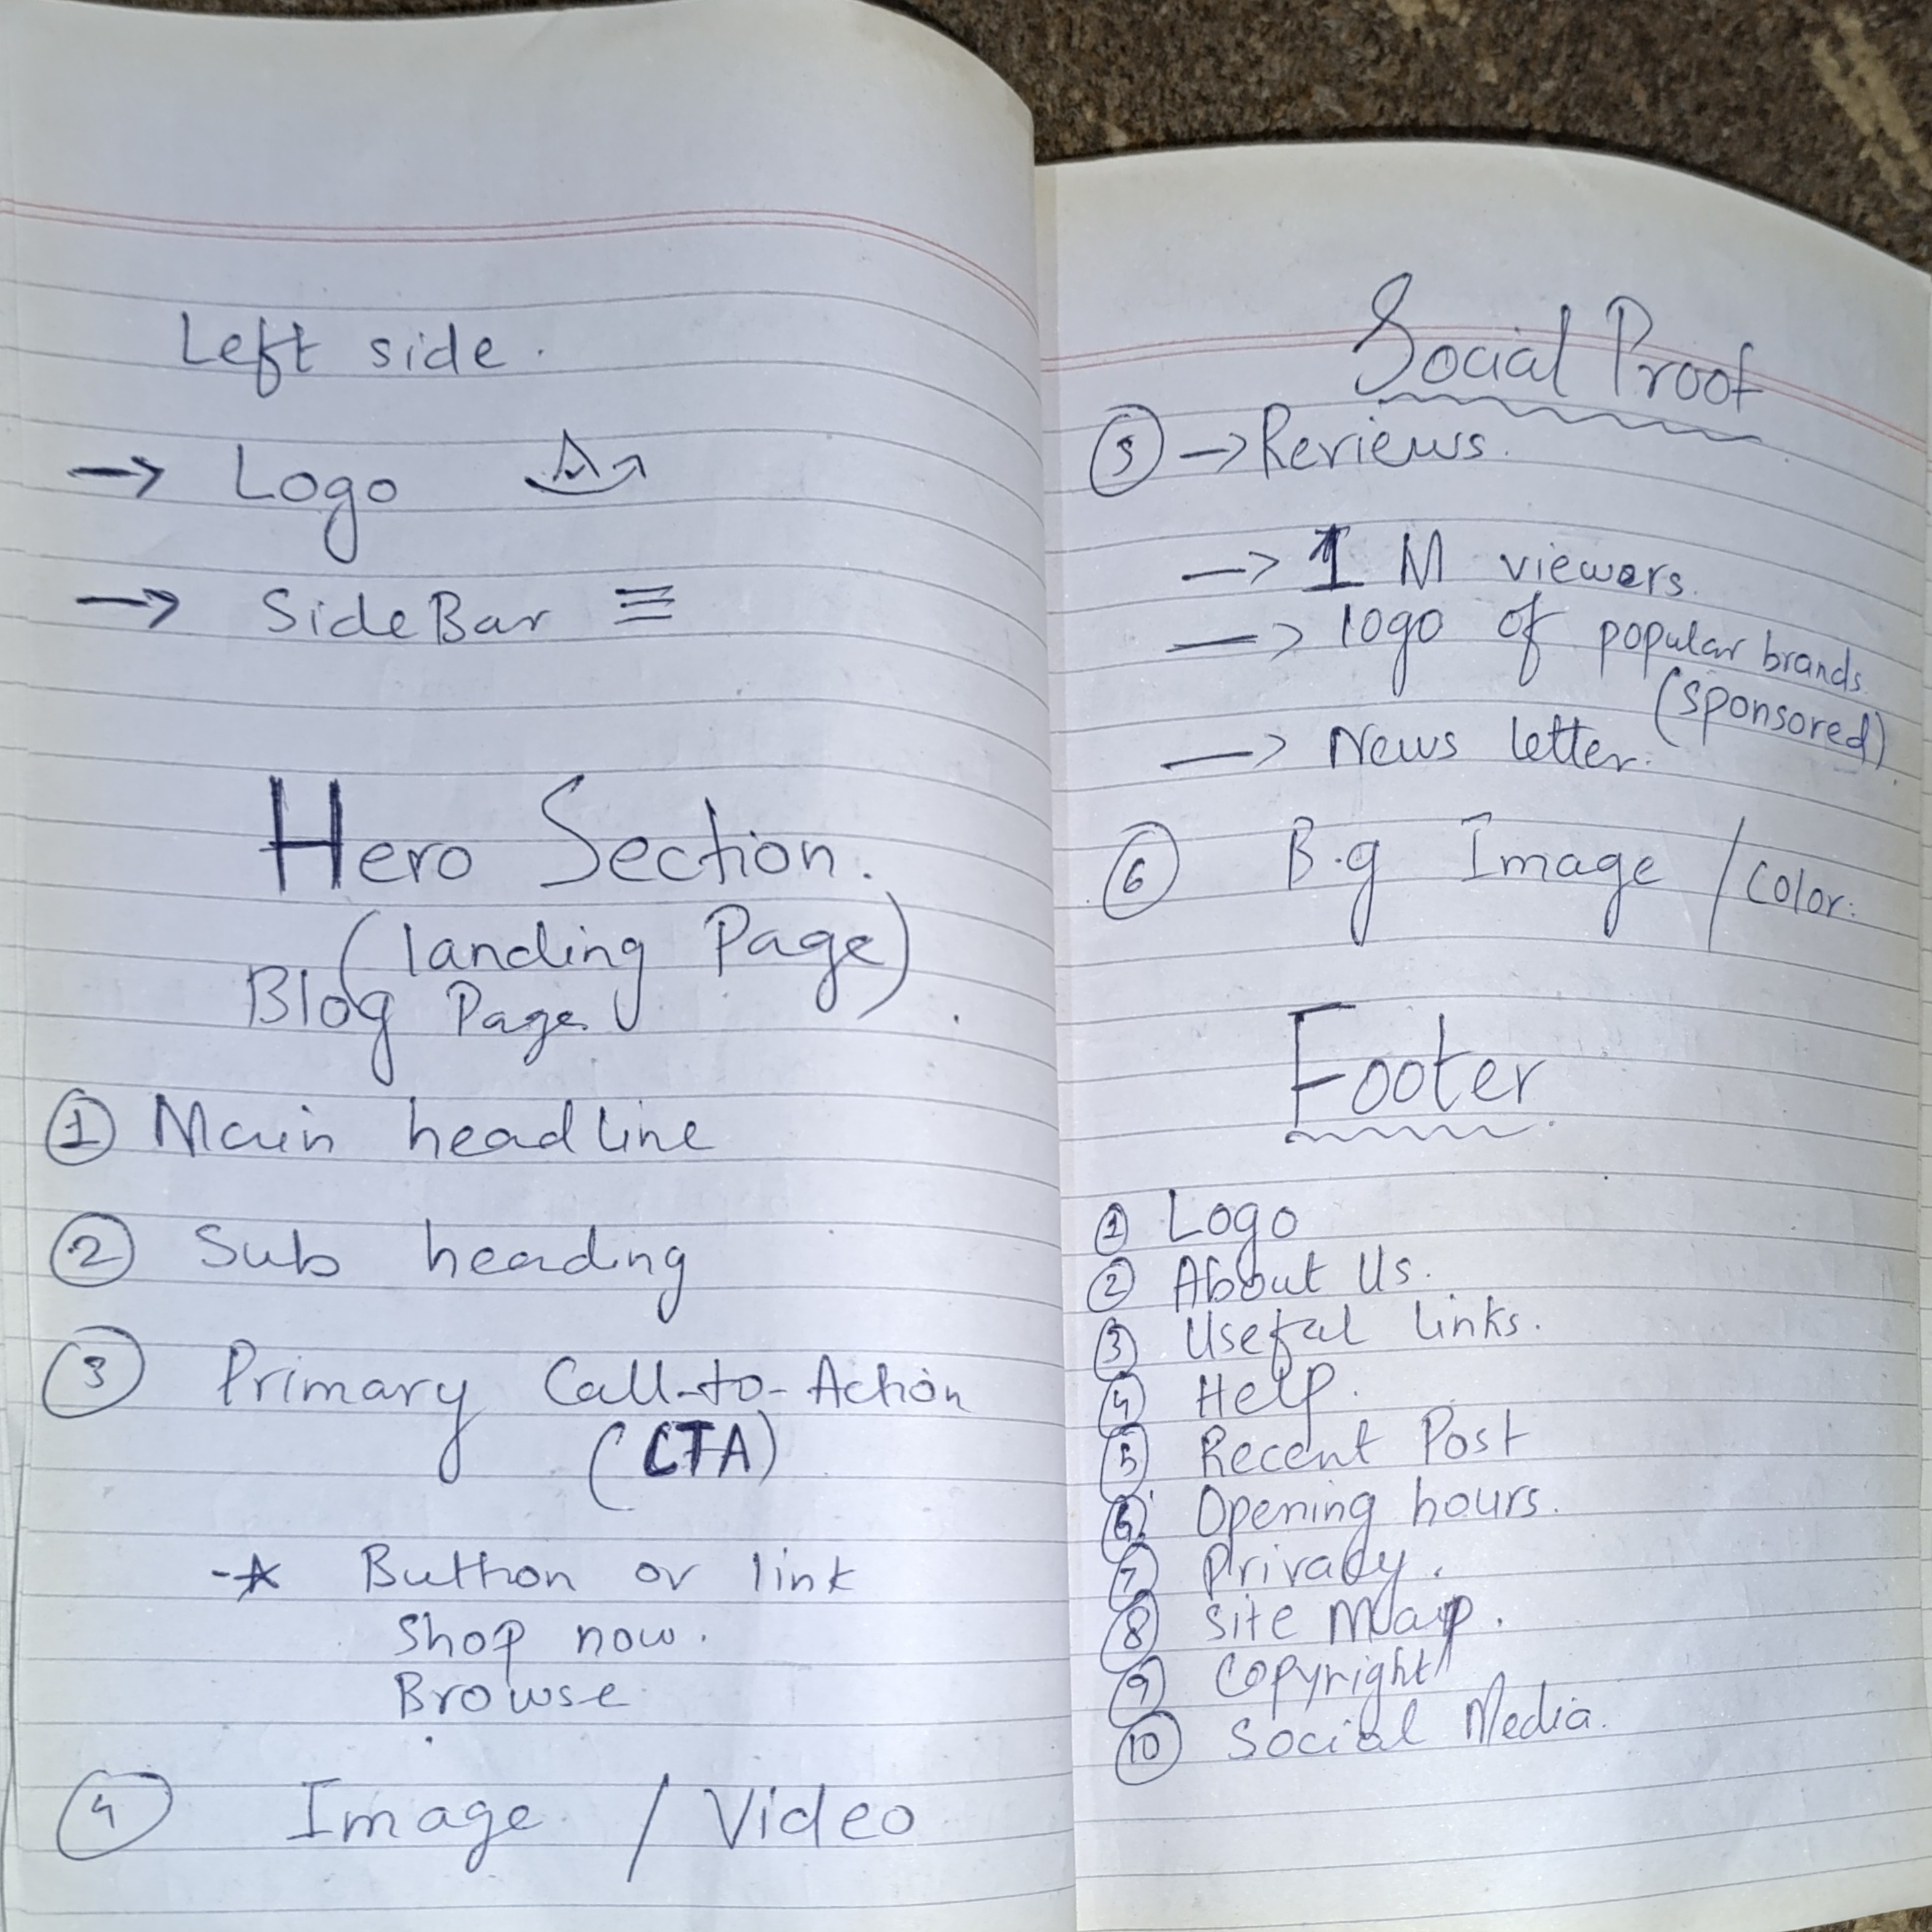 Left side.
→ Logo
→ SideBar ≡
Hero Section.
(landing Page)
Blog Page
① Main headline
② Sub heading
③ Primary Call-to-Action
(CTA)
-☆ Button or link
Shop now.
Browse
④ Image / Video
Social Proof
⑤ → Reviews.
→ 1 M viewers.
→ logo of popular brands
(sponsored).
→ News letter.
⑥ B.g Image / Color.
Footer
① Logo
② About Us.
③ Useful links.
④ Help.
⑤ Recent Post
⑥ Opening hours.
⑦ Privacy.
⑧ site Map.
⑨ Copyright
⑩ Social Media.